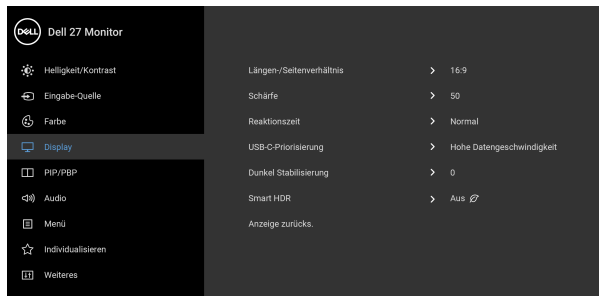 DELL Dell 27 Monitor
Helligkeit/Kontrast
Eingabe-Quelle
Farbe
Display
PIP/PBP
Audio
Menü
Individualisieren
Weiteres
Längen-/Seitenverhältnis 16:9
Schärfe 50
Reaktionszeit Normal
USB-C-Priorisierung Hohe Datengeschwindigkeit
Dunkel Stabilisierung 0
Smart HDR Aus
Anzeige zurücks.